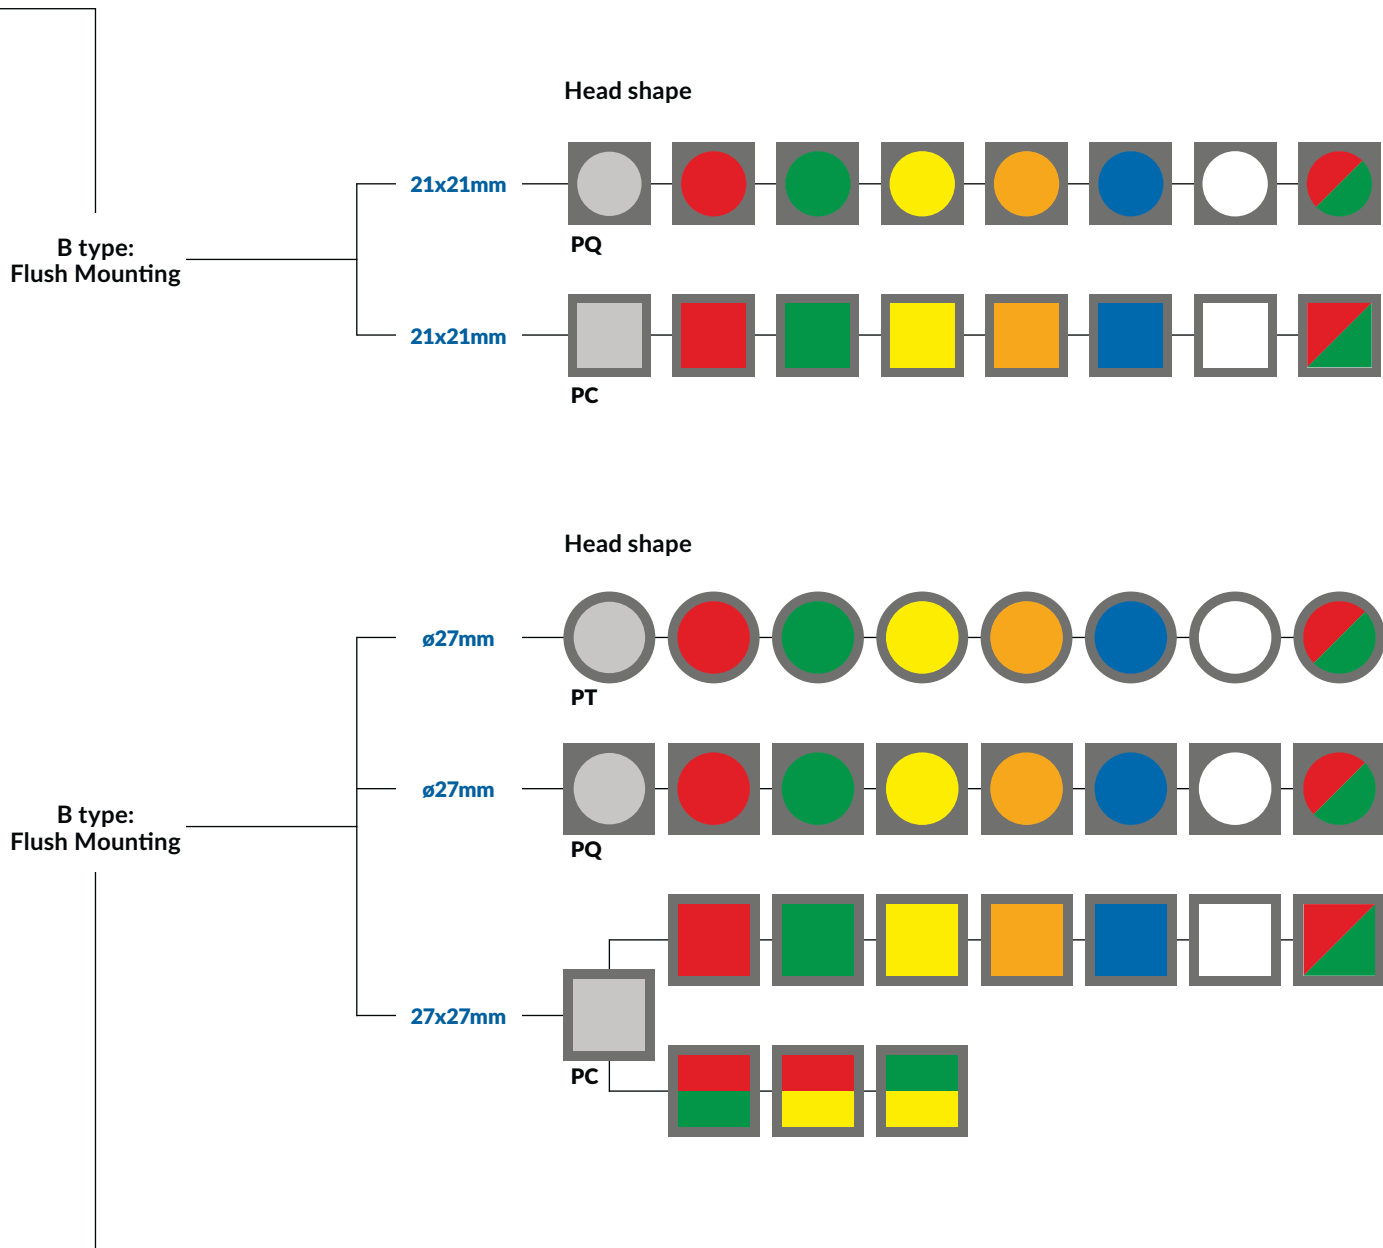 Head shape
21x21mm
PQ
B type:
Flush Mounting
21x21mm
PC
Head shape
ø27mm
PT
ø27mm
PQ
B type:
Flush Mounting
27x27mm
PC